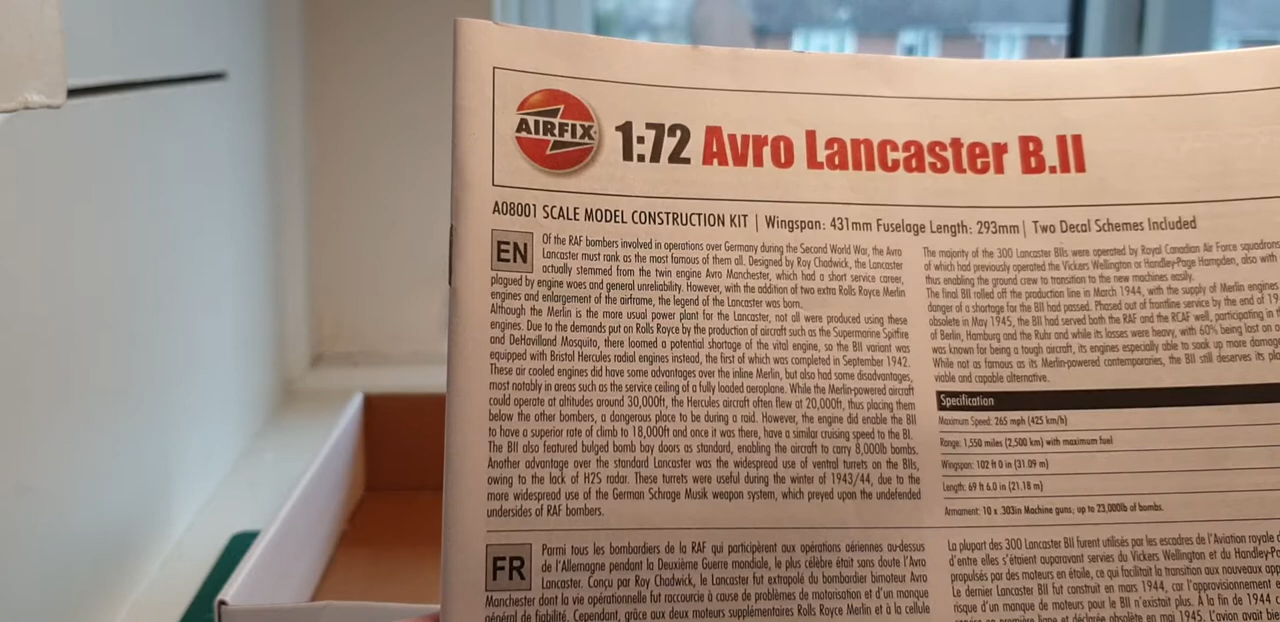 AIRFIX
1:72 Avro Lancaster B.II
A08001 SCALE MODEL CONSTRUCTION KIT | Wingspan: 431mm Fuselage Length: 293mm | Two Decal Schemes Included
EN
Of the RAF bombers involved in operations over Germany during the Second World War, the Avro
Lancaster must rank as the most famous of them all. Designed by Roy Chadwick, the Lancaster
actually stemmed from the twin engine Avro Manchester, which had a short service career,
plagued by engine woes and general unreliability. However, with the addition of two extra Rolls Royce Merlin
engines and enlargement of the airframe, the legend of the Lancaster was born.
Although the Merlin is the more usual power plant for the Lancaster, not all were produced using these
engines. Due to the demands put on Rolls Royce by the production of aircraft such as the Supermarine Spitfire
and DeHavilland Mosquito, there loomed a potential shortage of the vital engine, so the BII variant was
equipped with Bristol Hercules radial engines instead, the first of which was completed in September 1942.
These air cooled engines did have some advantages over the inline Merlin, but also had some disadvantages,
most notably in areas such as the service ceiling of a fully loaded aeroplane. While the Merlin-powered aircraft
could operate at altitudes around 30,000ft, the Hercules aircraft often flew at 20,000ft, thus placing them
below the other bombers, a dangerous place to be during a raid. However, the engine did enable the BII
to have a superior rate of climb to 18,000ft and once it was there, have a similar cruising speed to the BI.
The BII also featured bulged bomb bay doors as standard, enabling the aircraft to carry 8,000lb bombs.
Another advantage over the standard Lancaster was the widespread use of ventral turrets on the BIIs,
owing to the lack of H2S radar. These turrets were useful during the winter of 1943/44, due to the
more widespread use of the German Schrage Musik weapon system, which preyed upon the undefended
undersides of RAF bombers.
The majority of the 300 Lancaster BIIs were operated by Royal Canadian Air Force squadrons
of which had previously operated the Vickers Wellington or Handley-Page Hampden, also with
thus enabling the ground crew to transition to the new machines easily.
The final BII rolled off the production line in March 1944, with the supply of Merlin engines
danger of a shortage for the BII had passed. Phased out of frontline service by the end of 19
obsolete in May 1945, the BII had served both the RAF and the RCAF well, participating in
of Berlin, Hamburg and the Ruhr and while its losses were heavy, with 60% being lost on
was known for being a tough aircraft, its engines especially able to soak up more damage
While not as famous as its Merlin-powered contemporaries, the BII still deserves its
viable and capable alternative.
Specification
Maximum Speed: 265 mph (425 km/h)
Range: 1,550 miles (2,500 km) with maximum fuel
Wingspan: 102 ft 0 in (31.09 m)
Length: 69 ft 6.0 in (21.18 m)
Armament: 10 x .303in Machine guns; up to 23,000lb of bombs.
FR
Parmi tous les bombardiers de la RAF qui participèrent aux opérations aériennes au-dessus
de l'Allemagne pendant la Deuxième Guerre mondiale, le plus célèbre était sans doute l'Avro
Lancaster. Conçu par Roy Chadwick, le Lancaster fut extrapolé du bombardier bimoteur Avro
Manchester dont la vie opérationnelle fut raccourcie à cause de problèmes de motorisation et d'un manque
général de fiabilité. Cependant, grâce aux deux moteurs supplémentaires Rolls Royce Merlin et à la cellule
La plupart des 300 Lancaster BII furent utilisés par les escadres de l'Aviation royale
d'entre elles s'étaient auparavant servies du Vickers Wellington et du Handley-
propulsés par des moteurs en étoile, ce qui facilitait la transition aux nouveaux
Le dernier Lancaster BII fut construit en mars 1944, car l'approvisionnement
risque d'un manque de moteurs pour le BII n'existait plus. À la fin de 1944
première ligne et déclarée obsolète en mai 1945. L'avion avait